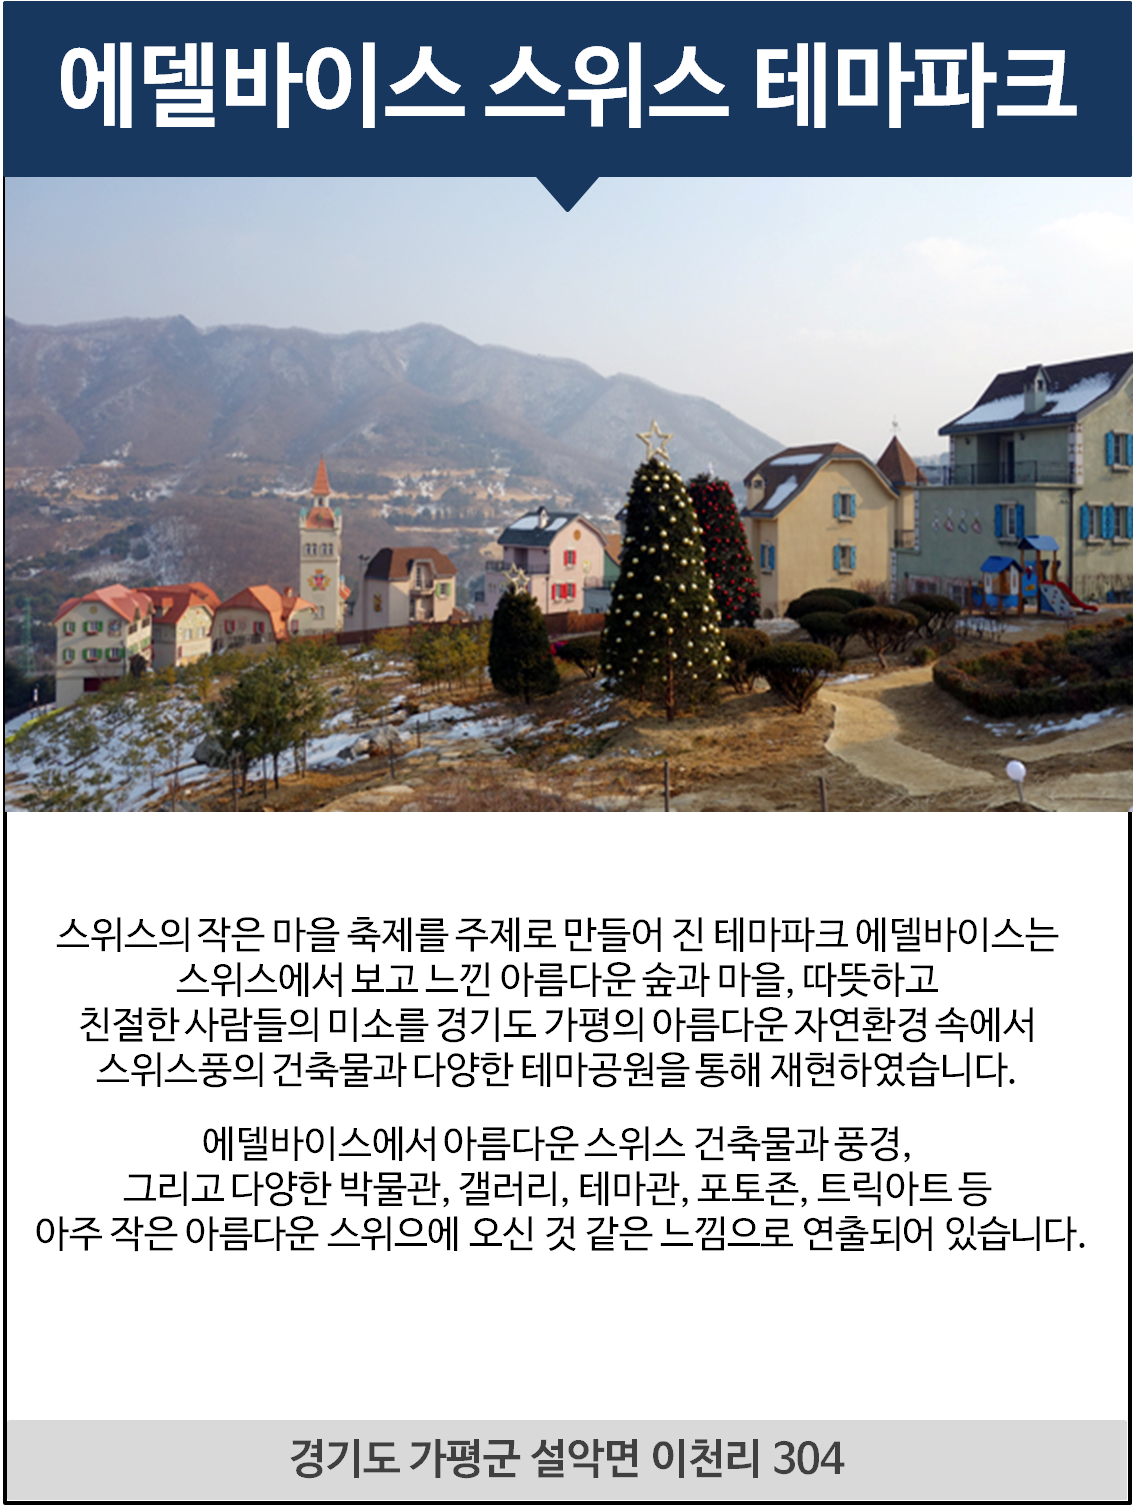 에델바이스 스위스 테마파크
스위스의 작은 마을 축제를 주제로 만들어 진 테마파크 에델바이스는
스위스에서 보고 느낀 아름다운 숲과 마을, 따뜻하고
친절한 사람들의 미소를 경기도 가평의 아름다운 자연환경 속에서
스위스풍의 건축물과 다양한 테마공원을 통해 재현하였습니다.
에델바이스에서 아름다운 스위스 건축물과 풍경,
그리고 다양한 박물관, 갤러리, 테마관, 포토존, 트릭아트 등
아주 작은 아름다운 스위으에 오신 것 같은 느낌으로 연출되어 있습니다.
경기도 가평군 설악면 이천리 304